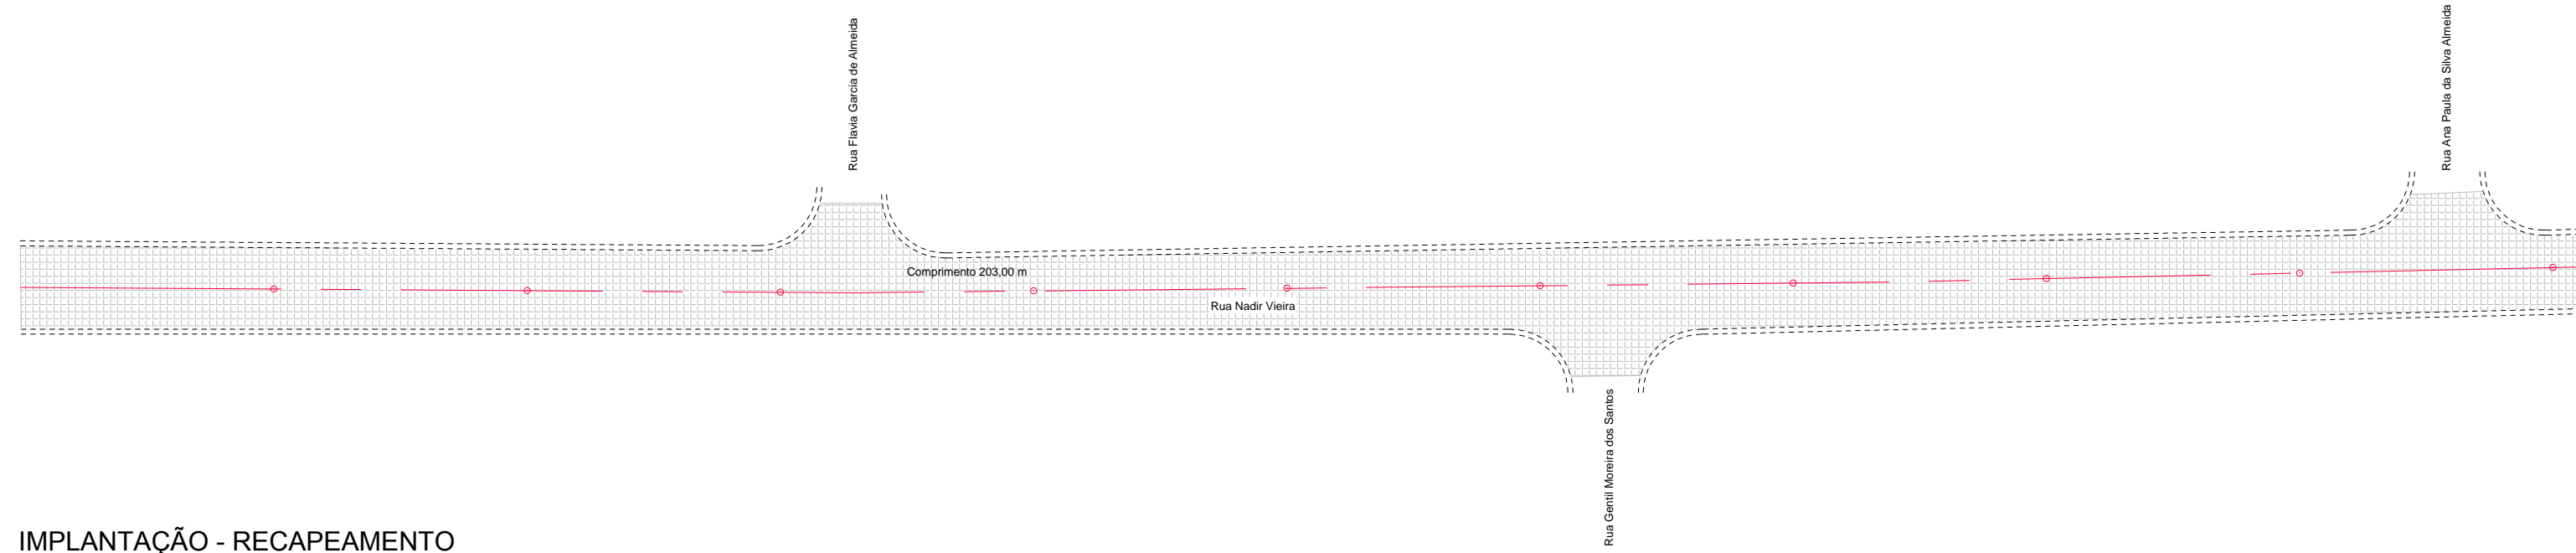 Rua Flavia Garcia de Almeida
Rua Ana Paula da Silva Almeida
Comprimento 203,00 m
Rua Nadir Vieira
Rua Gentil Moreira dos Santos
IMPLANTAÇÃO - RECAPEAMENTO